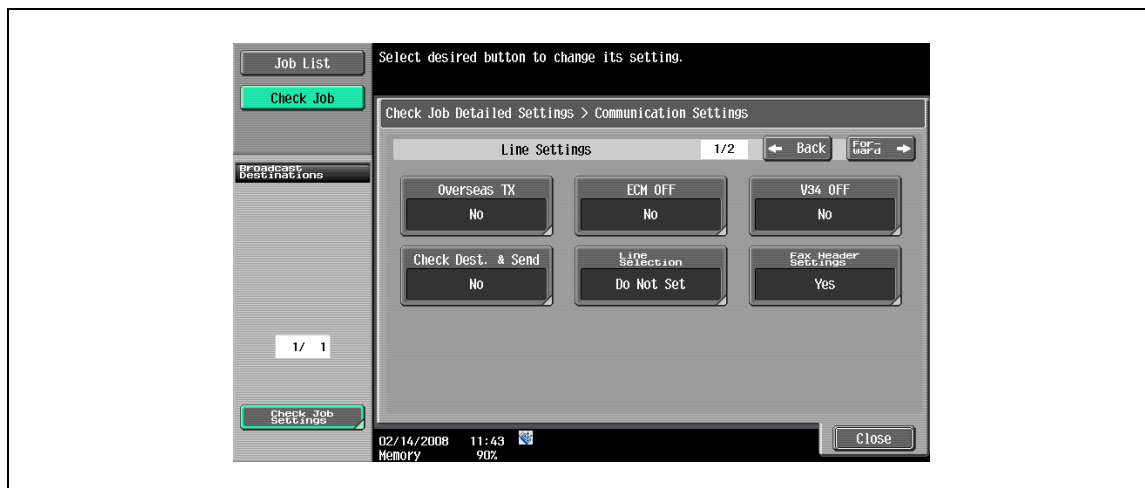 Job List
Check Job
Broadcast
Destinations
1/ 1
Check Job
Settings
Select desired button to change its setting.
Check Job Detailed Settings > Communication Settings
Line Settings 1/2 ← Back For-
ward →
Overseas TX
No
ECM OFF
No
V34 OFF
No
Check Dest. & Send
No
Line
Selection
Do Not Set
Fax Header
Settings
Yes
02/14/2008 11:43
Memory 90%
Close